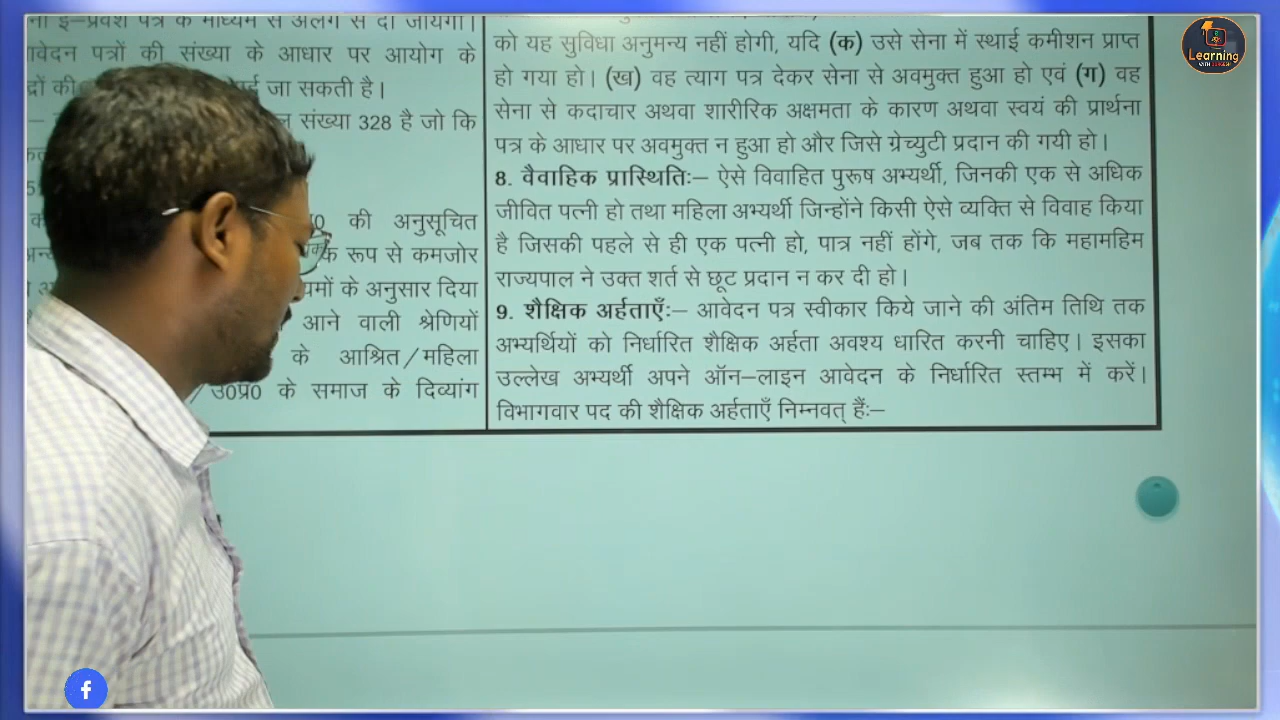 ना इ–प्रवेश पत्र के माध्यम से अलग से दी जायेगी।
आवेदन पत्रों की संख्या के आधार पर आयोग के
द्रों की
जा सकती है।
संख्या 328 है जो कि
की अनुसूचित
के रूप से कमजोर
के अनुसार दिया
आने वाली श्रेणियों
के आश्रित/महिला
/उ0प्र0 के समाज के दिव्यांग
को यह सुविधा अनुमन्य नहीं होगी, यदि (क) उसे सेना में स्थाई कमीशन प्राप्त
हो गया हो। (ख) वह त्याग पत्र देकर सेना से अवमुक्त हुआ हो एवं (ग) वह
सेना से कदाचार अथवा शारीरिक अक्षमता के कारण अथवा स्वयं की प्रार्थना
पत्र के आधार पर अवमुक्त न हुआ हो और जिसे ग्रेच्युटी प्रदान की गयी हो।
8. वैवाहिक प्रास्थितिः– ऐसे विवाहित पुरूष अभ्यर्थी, जिनकी एक से अधिक
जीवित पत्नी हो तथा महिला अभ्यर्थी जिन्होंने किसी ऐसे व्यक्ति से विवाह किया
है जिसकी पहले से ही एक पत्नी हो, पात्र नहीं होंगे, जब तक कि महामहिम
राज्यपाल ने उक्त शर्त से छूट प्रदान न कर दी हो।
9. शैक्षिक अर्हताएँः– आवेदन पत्र स्वीकार किये जाने की अंतिम तिथि तक
अभ्यर्थियों को निर्धारित शैक्षिक अर्हता अवश्य धारित करनी चाहिए। इसका
उल्लेख अभ्यर्थी अपने ऑन–लाइन आवेदन के निर्धारित स्तम्भ में करें।
विभागवार पद की शैक्षिक अर्हताएँ निम्नवत् हैंः–
Learning